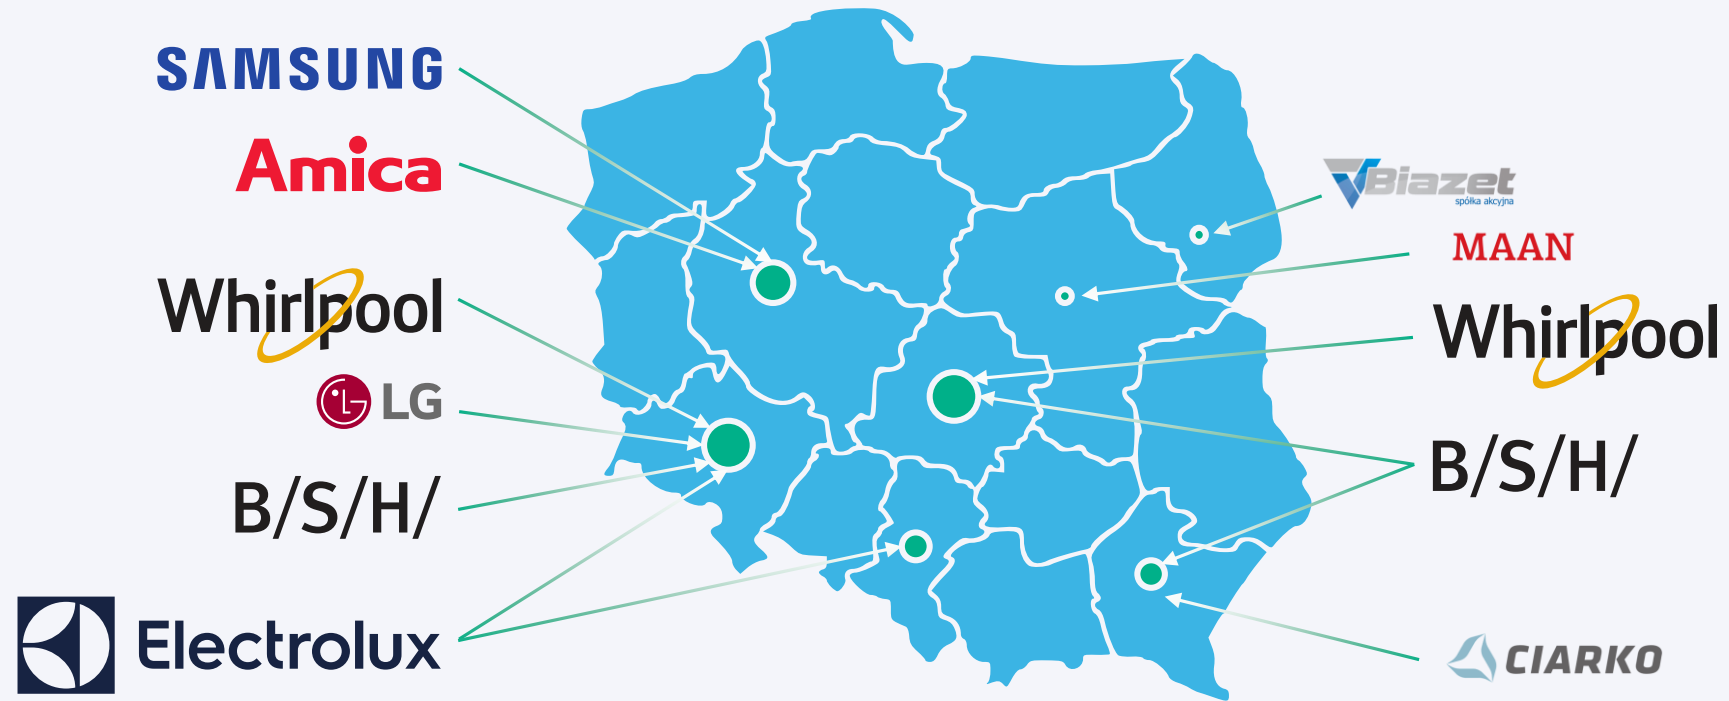 SAMSUNG
Amica
Whirlpool
LG
B/S/H/
Electrolux
Biazet
spółka akcyjna
MAAN
Whirlpool
B/S/H/
CIARKO